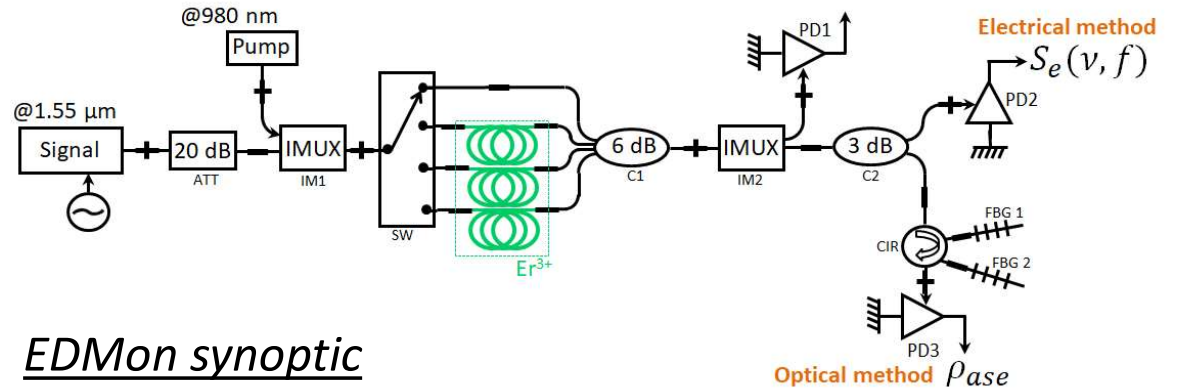 @980 nm
Pump
@1.55 µm
Signal
20 dB
ATT
IMUX
IM1
SW
Er3+
6 dB
C1
IMUX
IM2
PD1
3 dB
C2
Electrical method
Se(ν, f)
PD2
CIR
FBG 1
FBG 2
PD3
Optical method ρase
EDMon synoptic